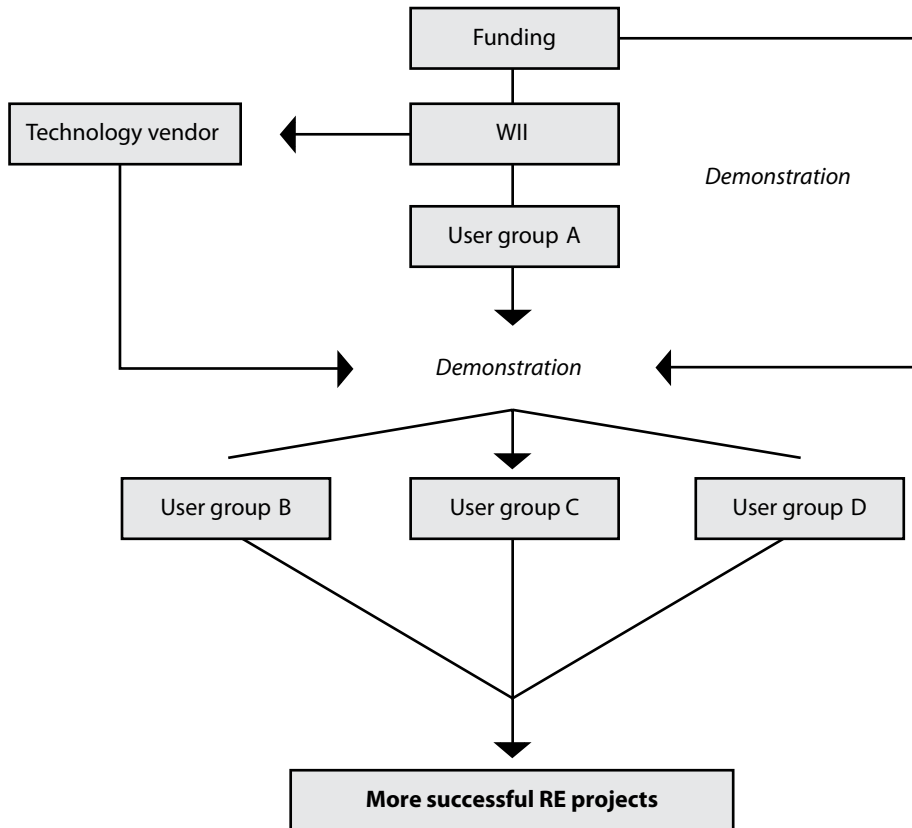 Funding
Technology vendor
WII
Demonstration
User group A
Demonstration
User group B
User group C
User group D
More successful RE projects